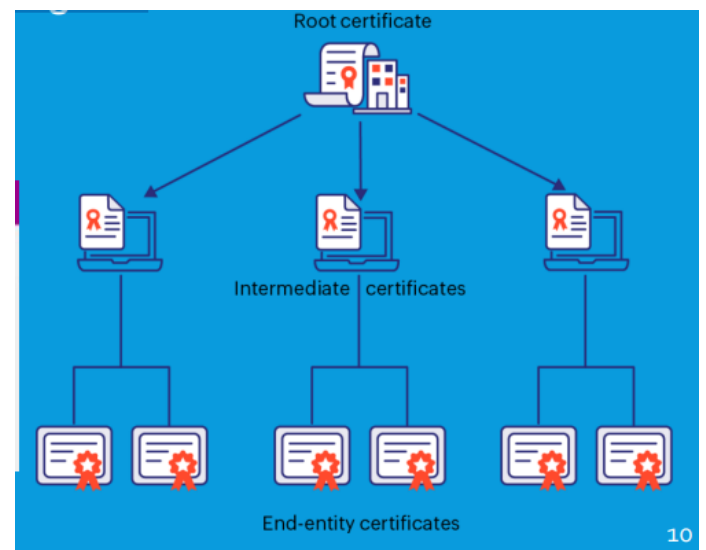 Root certificate
Intermediate certificates
End-entity certificates
10